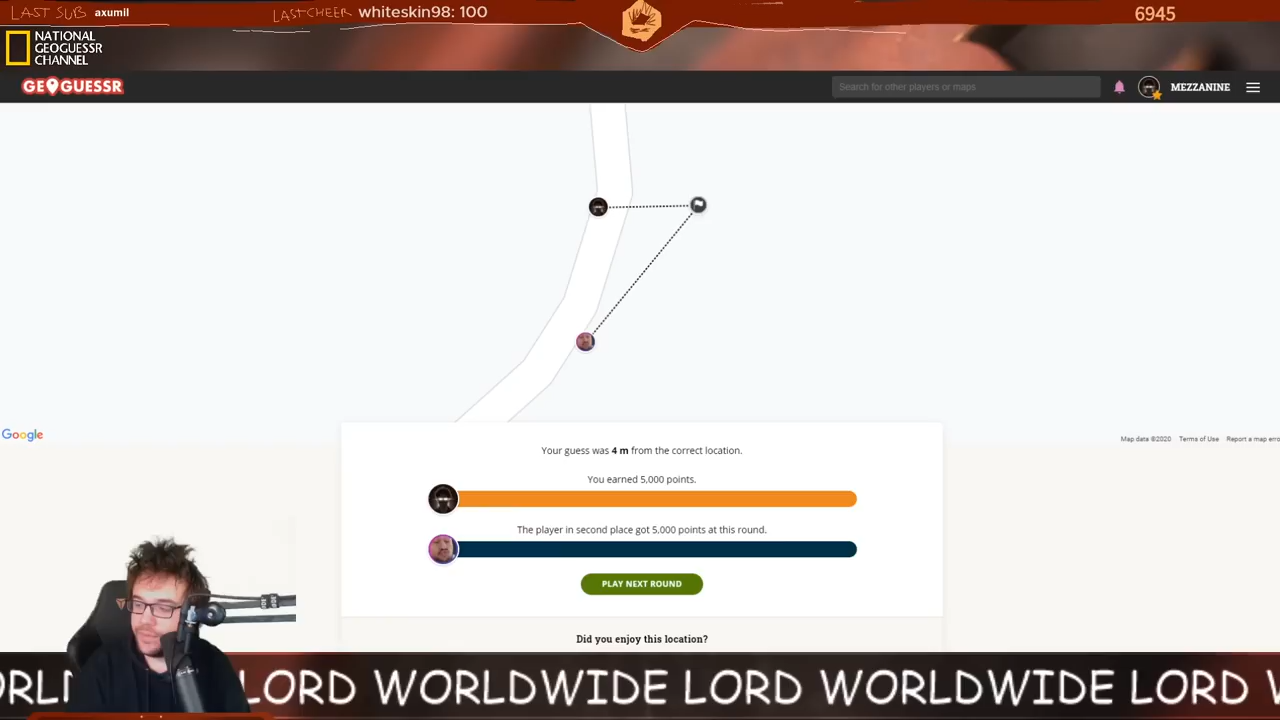 LAST SUB axumil
LAST CHEER whiteskin98: 100
6945
NATIONAL
GEOGUESSR
CHANNEL
GEOGUESSR
Search for other players or maps
MEZZANINE
Google
Map data ©2020 Terms of Use Report a map erro
Your guess was 4 m from the correct location.
You earned 5,000 points.
The player in second place got 5,000 points at this round.
PLAY NEXT ROUND
Did you enjoy this location?
ORL LORD WORLDWIDE LORD WORLDWIDE LORD W